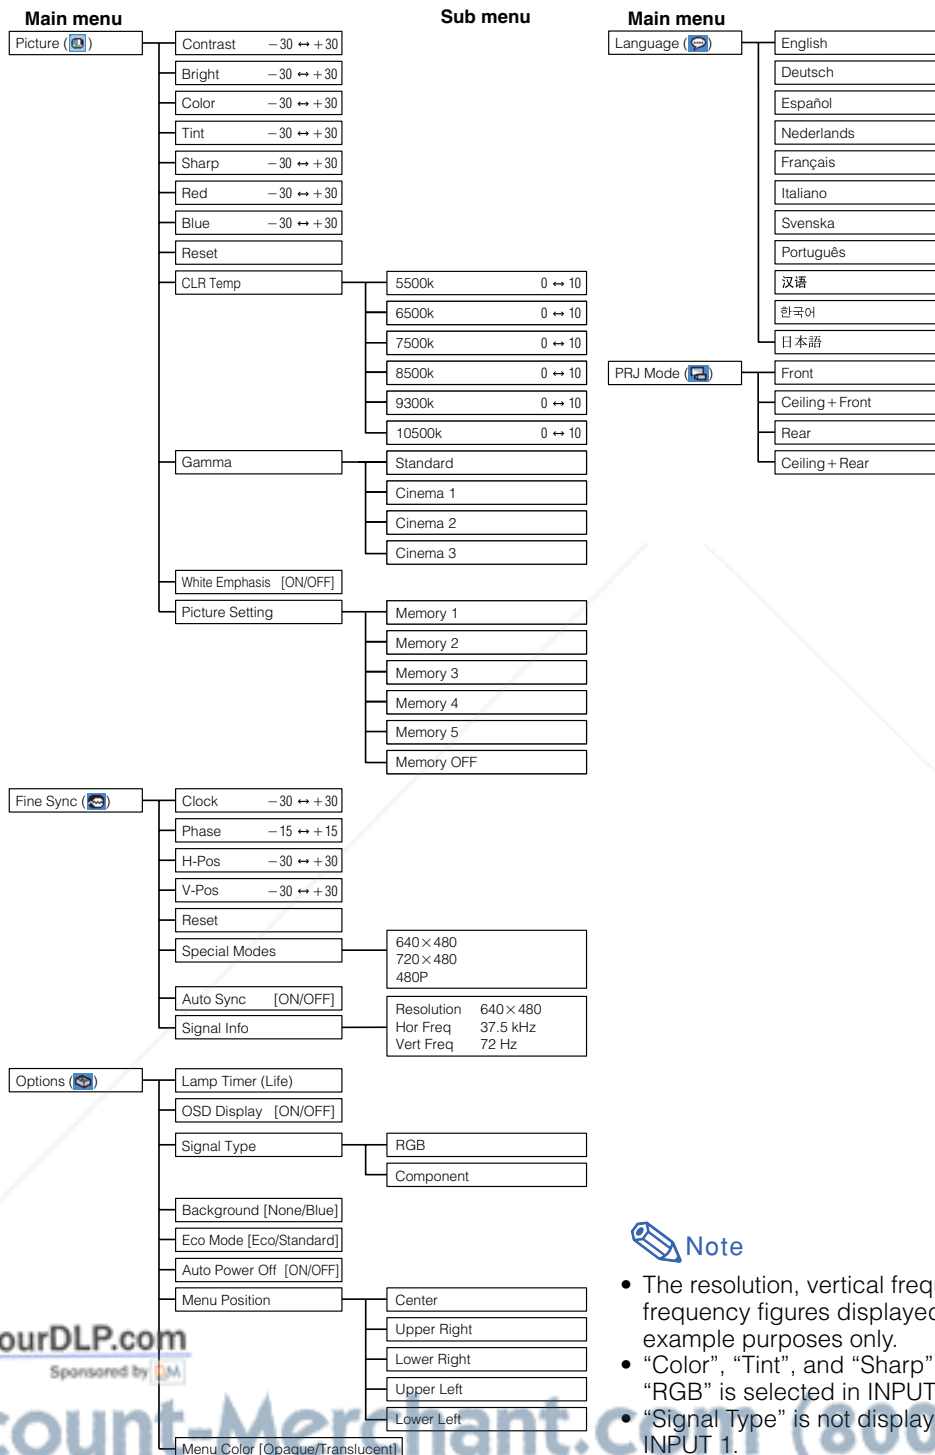 Main menu
Sub menu
Main menu
Picture ( )
Contrast −30 ↔ +30
Bright −30 ↔ +30
Color −30 ↔ +30
Tint −30 ↔ +30
Sharp −30 ↔ +30
Red −30 ↔ +30
Blue −30 ↔ +30
Reset
CLR Temp
5500k 0 ↔ 10
6500k 0 ↔ 10
7500k 0 ↔ 10
8500k 0 ↔ 10
9300k 0 ↔ 10
10500k 0 ↔ 10
Gamma
Standard
Cinema 1
Cinema 2
Cinema 3
White Emphasis [ON/OFF]
Picture Setting
Memory 1
Memory 2
Memory 3
Memory 4
Memory 5
Memory OFF
Fine Sync ( )
Clock −30 ↔ +30
Phase −15 ↔ +15
H-Pos −30 ↔ +30
V-Pos −30 ↔ +30
Reset
Special Modes
640×480
720×480
480P
Auto Sync [ON/OFF]
Signal Info
Resolution 640×480
Hor Freq 37.5 kHz
Vert Freq 72 Hz
Options ( )
Lamp Timer (Life)
OSD Display [ON/OFF]
Signal Type
RGB
Component
Background [None/Blue]
Eco Mode [Eco/Standard]
Auto Power Off [ON/OFF]
Menu Position
Center
Upper Right
Lower Right
Upper Left
Lower Left
Menu Color [Opaque/Translucent]
Language ( )
English
Deutsch
Español
Nederlands
Français
Italiano
Svenska
Português
汉语
한국어
日本語
PRJ Mode ( )
Front
Ceiling+Front
Rear
Ceiling+Rear
Note
• The resolution, vertical frequ
frequency figures displayed
example purposes only.
• “Color”, “Tint”, and “Sharp”
“RGB” is selected in INPUT
• “Signal Type” is not display
INPUT 1.
ourDLP.com
Sponsored by DM
count-Merchant.com (800